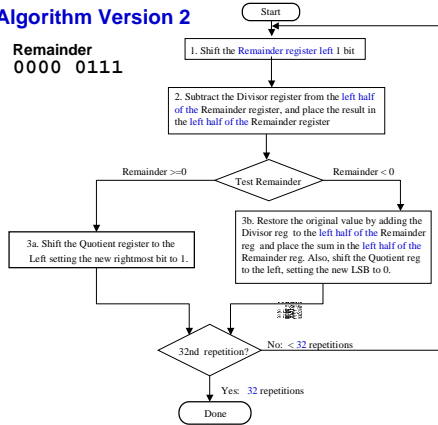 Algorithm Version 2
Remainder
0000 0111
Start
1. Shift the Remainder register left 1 bit
2. Subtract the Divisor register from the left half
of the Remainder register, and place the result in
the left half of the Remainder register
Remainder >=0
Test Remainder
Remainder < 0
3a. Shift the Quotient register to the
Left setting the new rightmost bit to 1.
3b. Restore the original value by adding the
Divisor reg to the left half of the Remainder
reg and place the sum in the left half of the
Remainder reg. Also, shift the Quotient reg
to the left, setting the new LSB to 0.
32nd repetition?
No: < 32 repetitions
Yes: 32 repetitions
Done